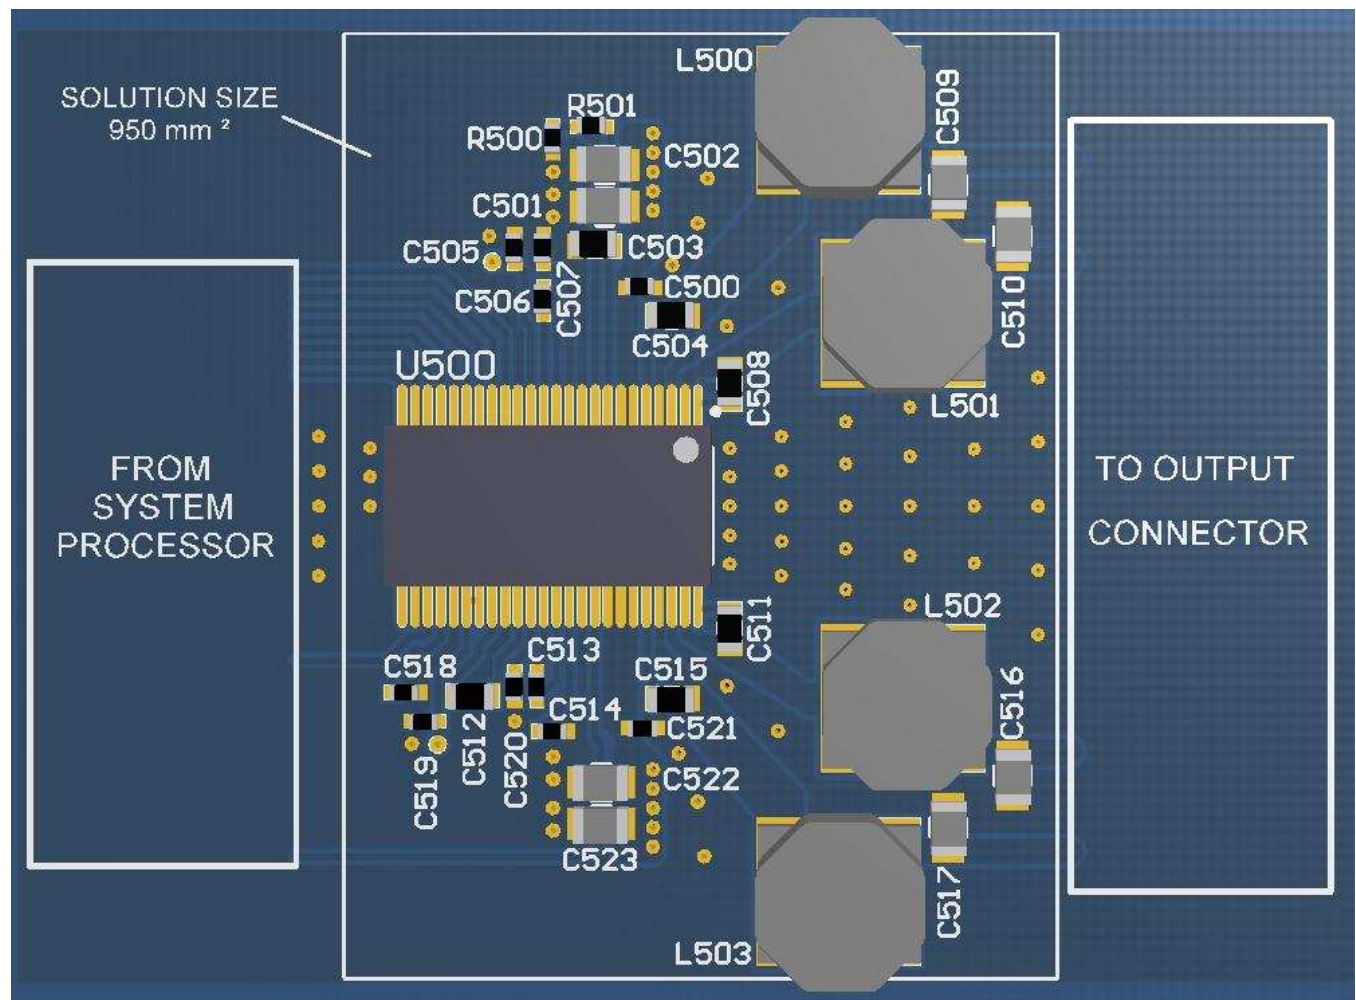 L500
SOLUTION SIZE
950 mm ²
R501
R500
C502
C509
C501
C505
C503
C506
C507
C500
C510
C504
U500
C508
L501
FROM
SYSTEM
PROCESSOR
TO OUTPUT
CONNECTOR
L502
C511
C518
C513
C515
C516
C514
C512
C521
C519
C520
C522
C523
C517
L503